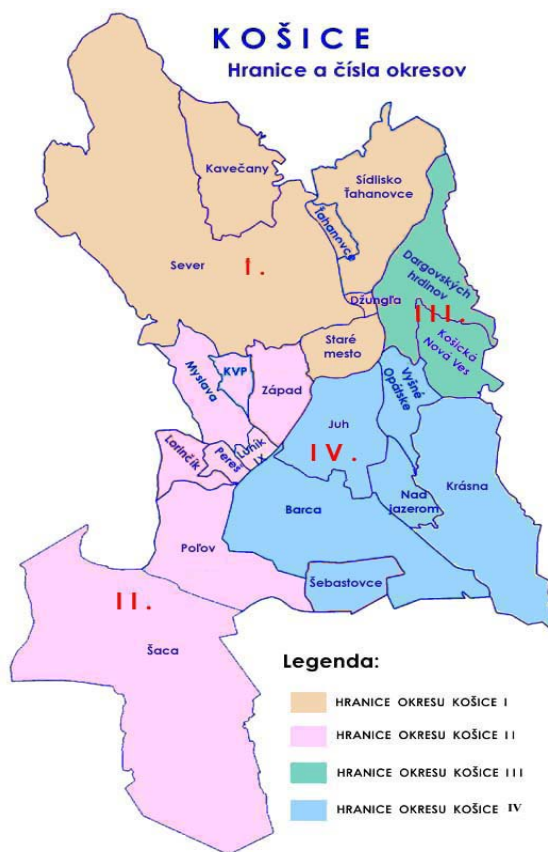 KOŠICE
Hranice a čísla okresov
Kavečany
Sídlisko
Ťahanovce
Ťahannvce
Sever
I.
Dargovských
hrdinov
Džungľa
III.
Staré
mesto
Košická
Nová Ves
KVP
Myslava
Západ
Vyšné
Opátske
Juh
Luník
IX
Lorinčík
Pereš
IV.
Krásna
Nad
jazerom
Barca
Poľov
Šebastovce
II.
Šaca
Legenda:
HRANICE OKRESU KOŠICE I
HRANICE OKRESU KOŠICE II
HRANICE OKRESU KOŠICE III
HRANICE OKRESU KOŠICE IV